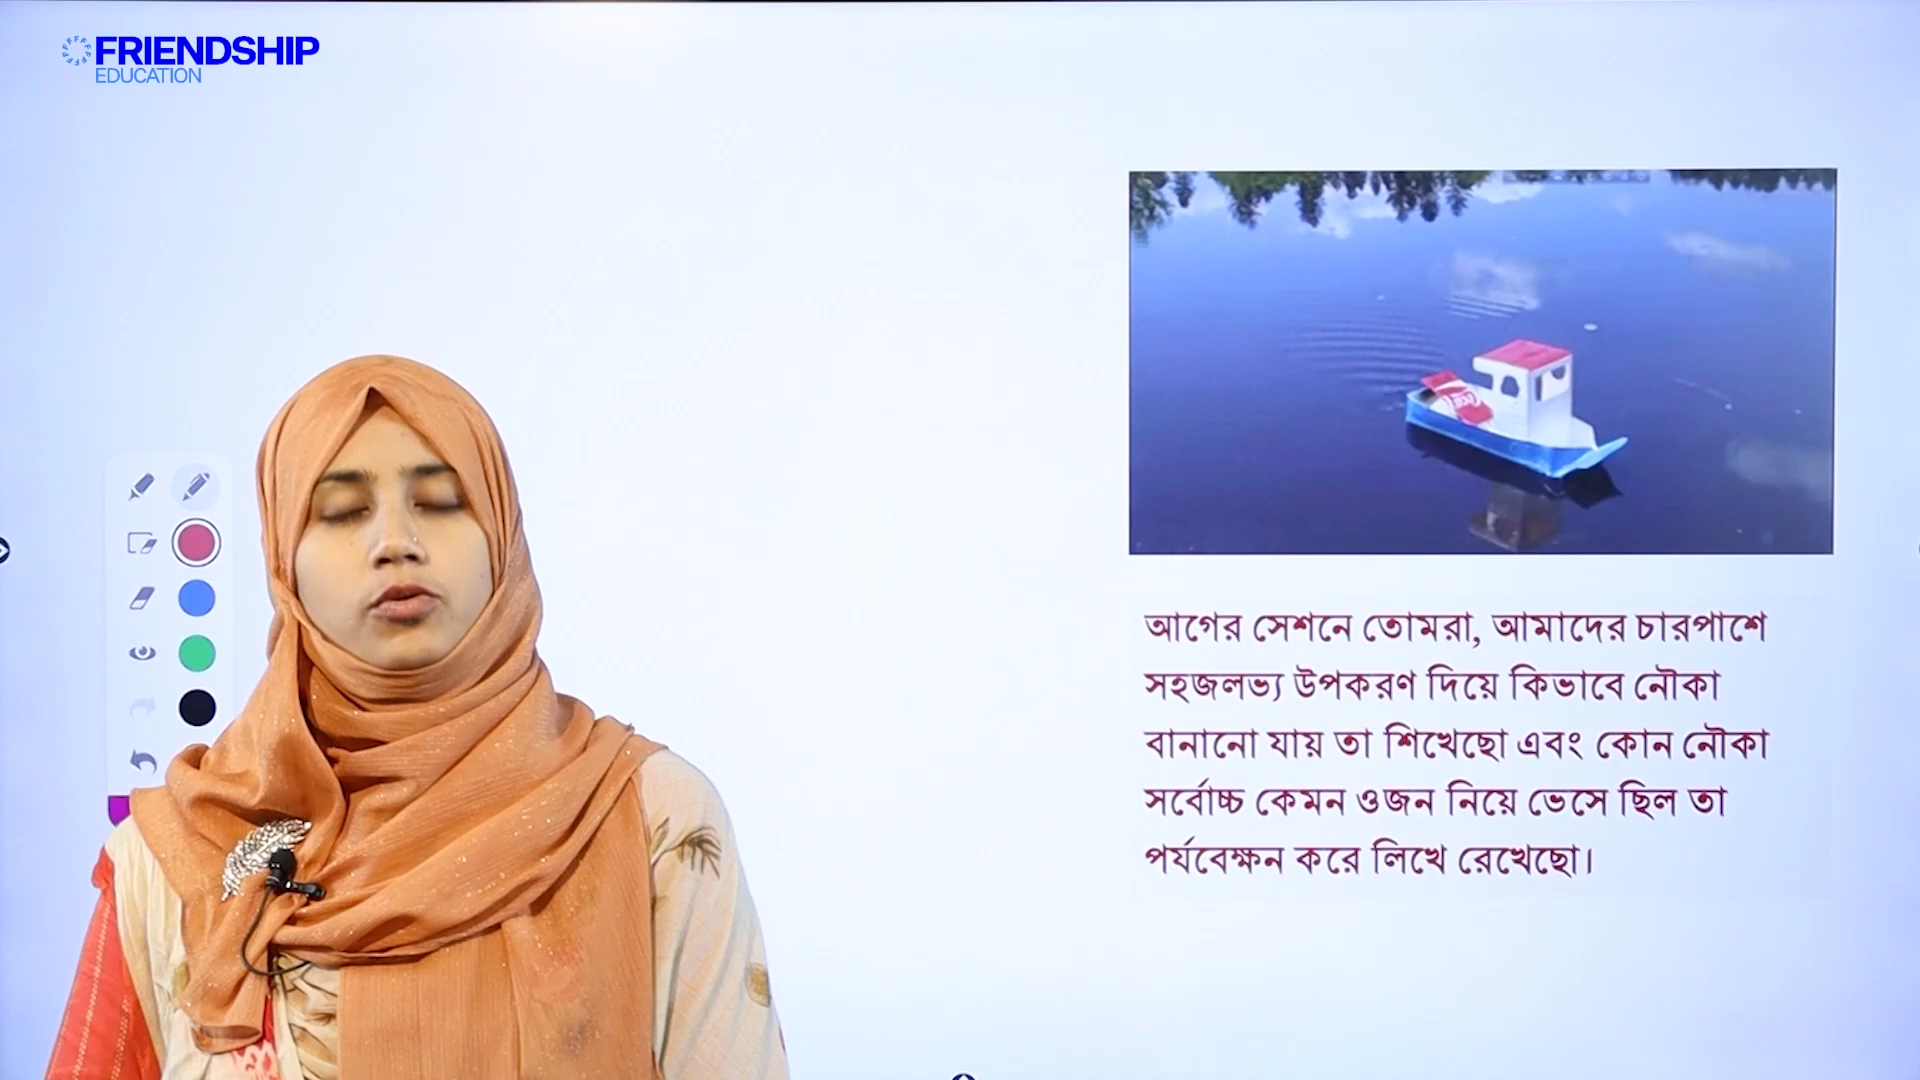 FRIENDSHIP
EDUCATION
আগের সেশনে তোমরা, আমাদের চারপাশে
সহজলভ্য উপকরণ দিয়ে কিভাবে নৌকা
বানানো যায় তা শিখেছো এবং কোন নৌকা
সর্বোচ্চ কেমন ওজন নিয়ে ভেসে ছিল তা
পর্যবেক্ষন করে লিখে রেখেছো।